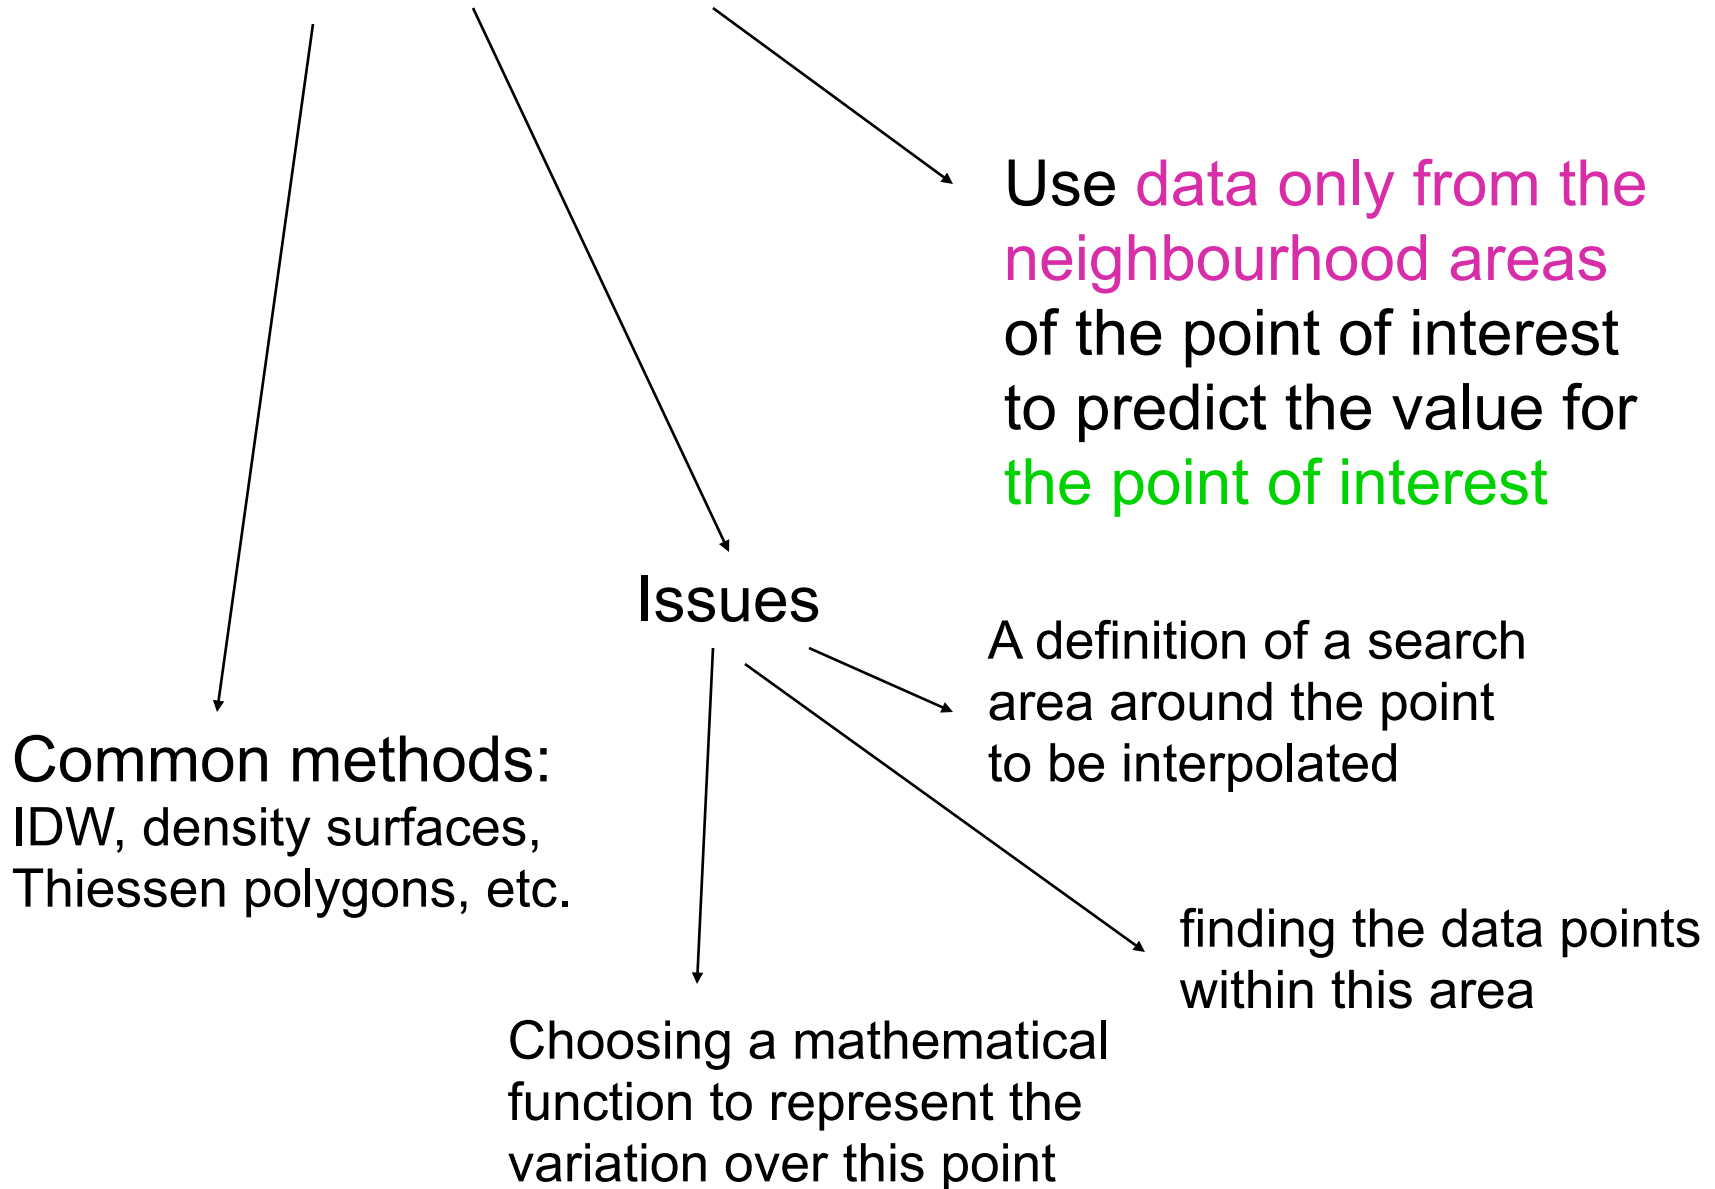 Use data only from the
neighbourhood areas
of the point of interest
to predict the value for
the point of interest
Issues
A definition of a search
area around the point
to be interpolated
Common methods:
IDW, density surfaces,
Thiessen polygons, etc.
finding the data points
within this area
Choosing a mathematical
function to represent the
variation over this point